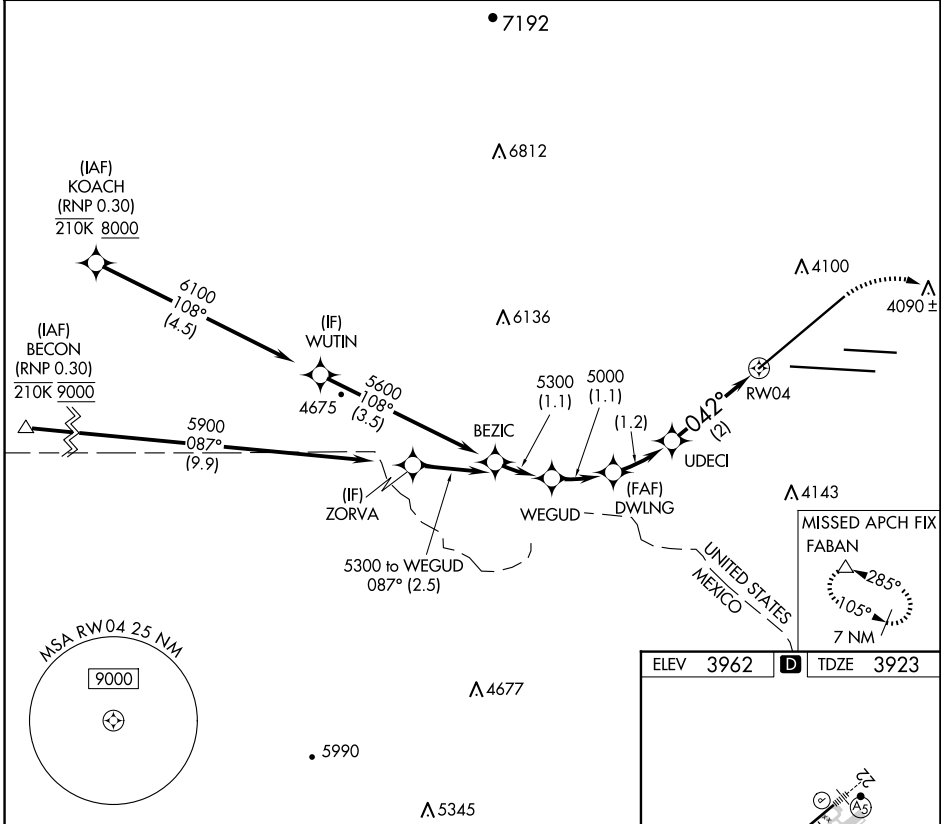 7192
6812
(IAF)
KOACH
(RNP 0.30)
210K 8000
4100
4090 ±
6100
108°
(4.5)
6136
(IF)
WUTIN
(IAF)
BECON
(RNP 0.30)
210K 9000
4675
5600
108°
(3.5)
5300
(1.1)
5000
(1.1)
RW04
042°
(2)
(1.2)
5900
087°
(9.9)
BEZIC
UDECI
(IF)
ZORVA
WEGUD
(FAF)
DWLNG
4143
5300 to WEGUD
087° (2.5)
UNITED STATES
MEXICO
MISSED APCH FIX
FABAN
285°
105°
7 NM
MSA RW04 25 NM
9000
ELEV 3962 D TDZE 3923
4677
5990
5345
22
P
A5